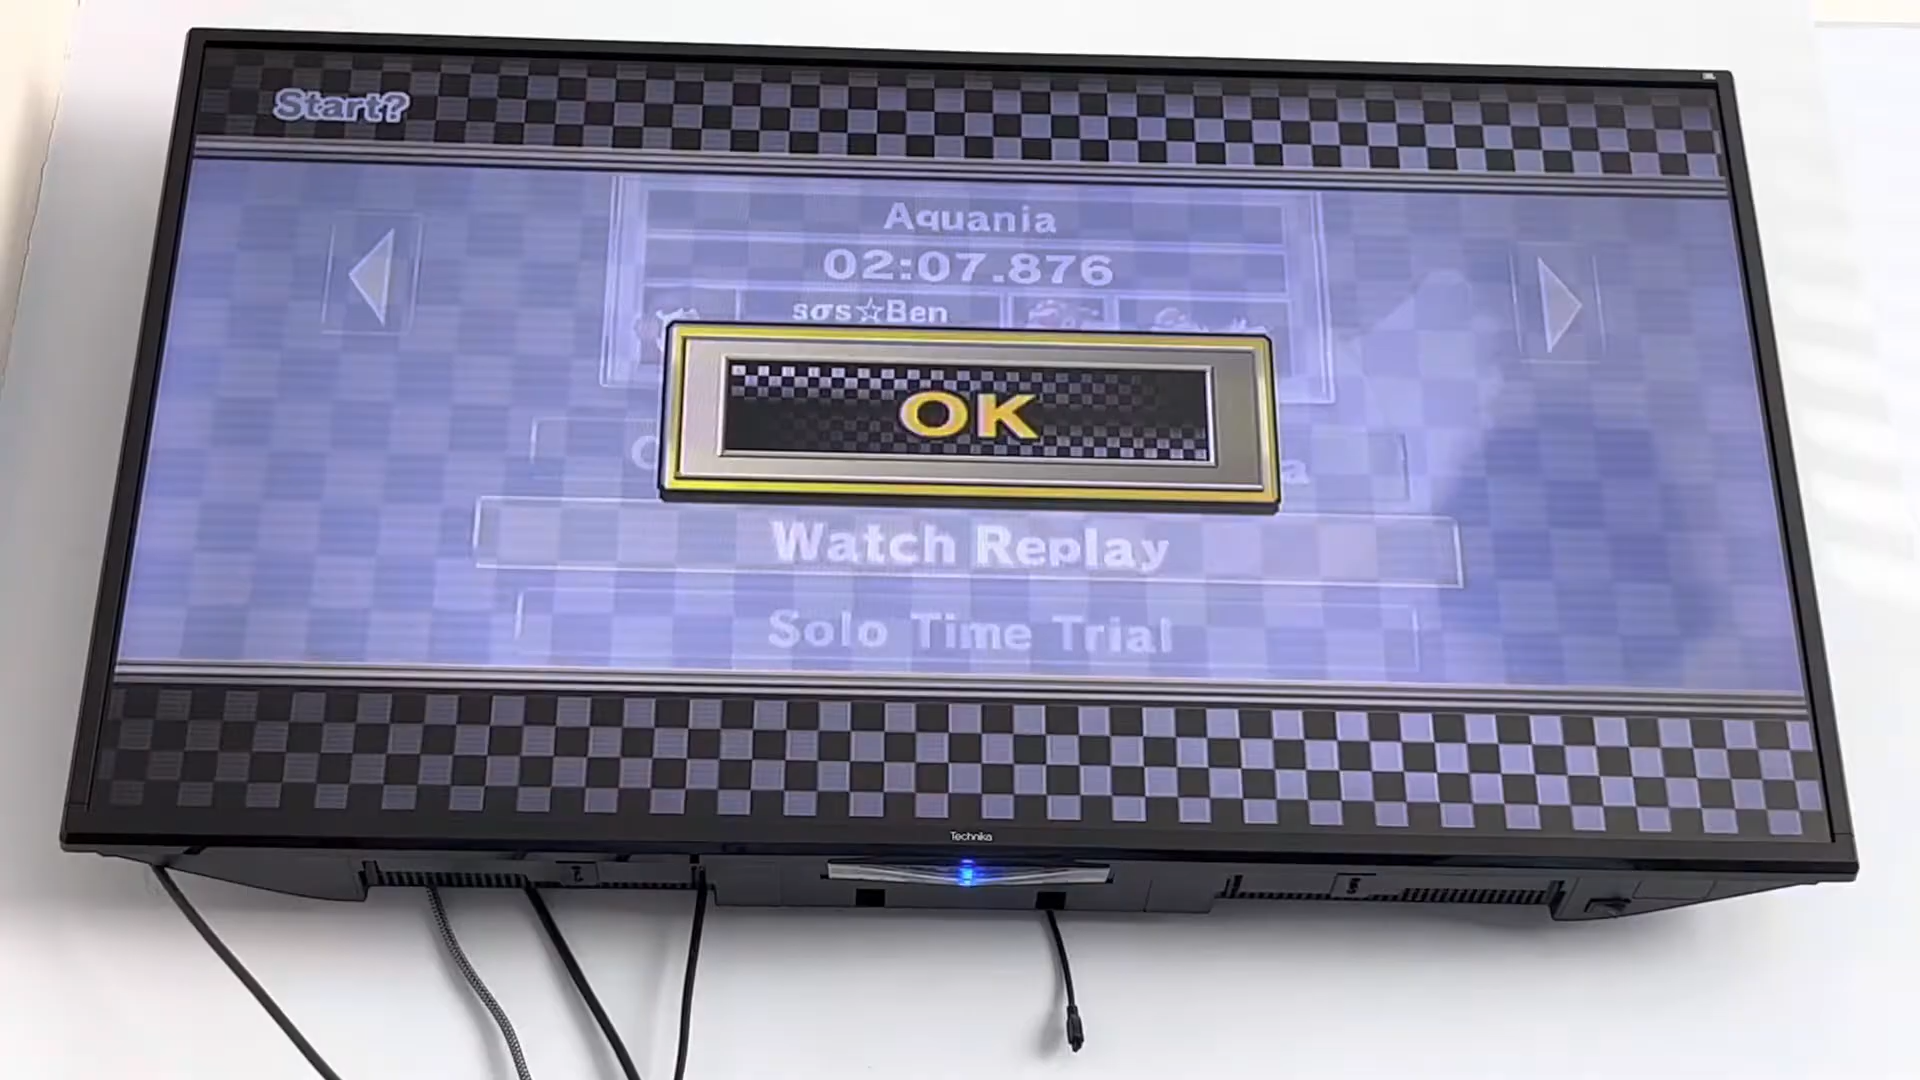 Start?
Aquania
02:07.876
sσs☆Ben
OK
Watch Replay
Solo Time Trial
Technika